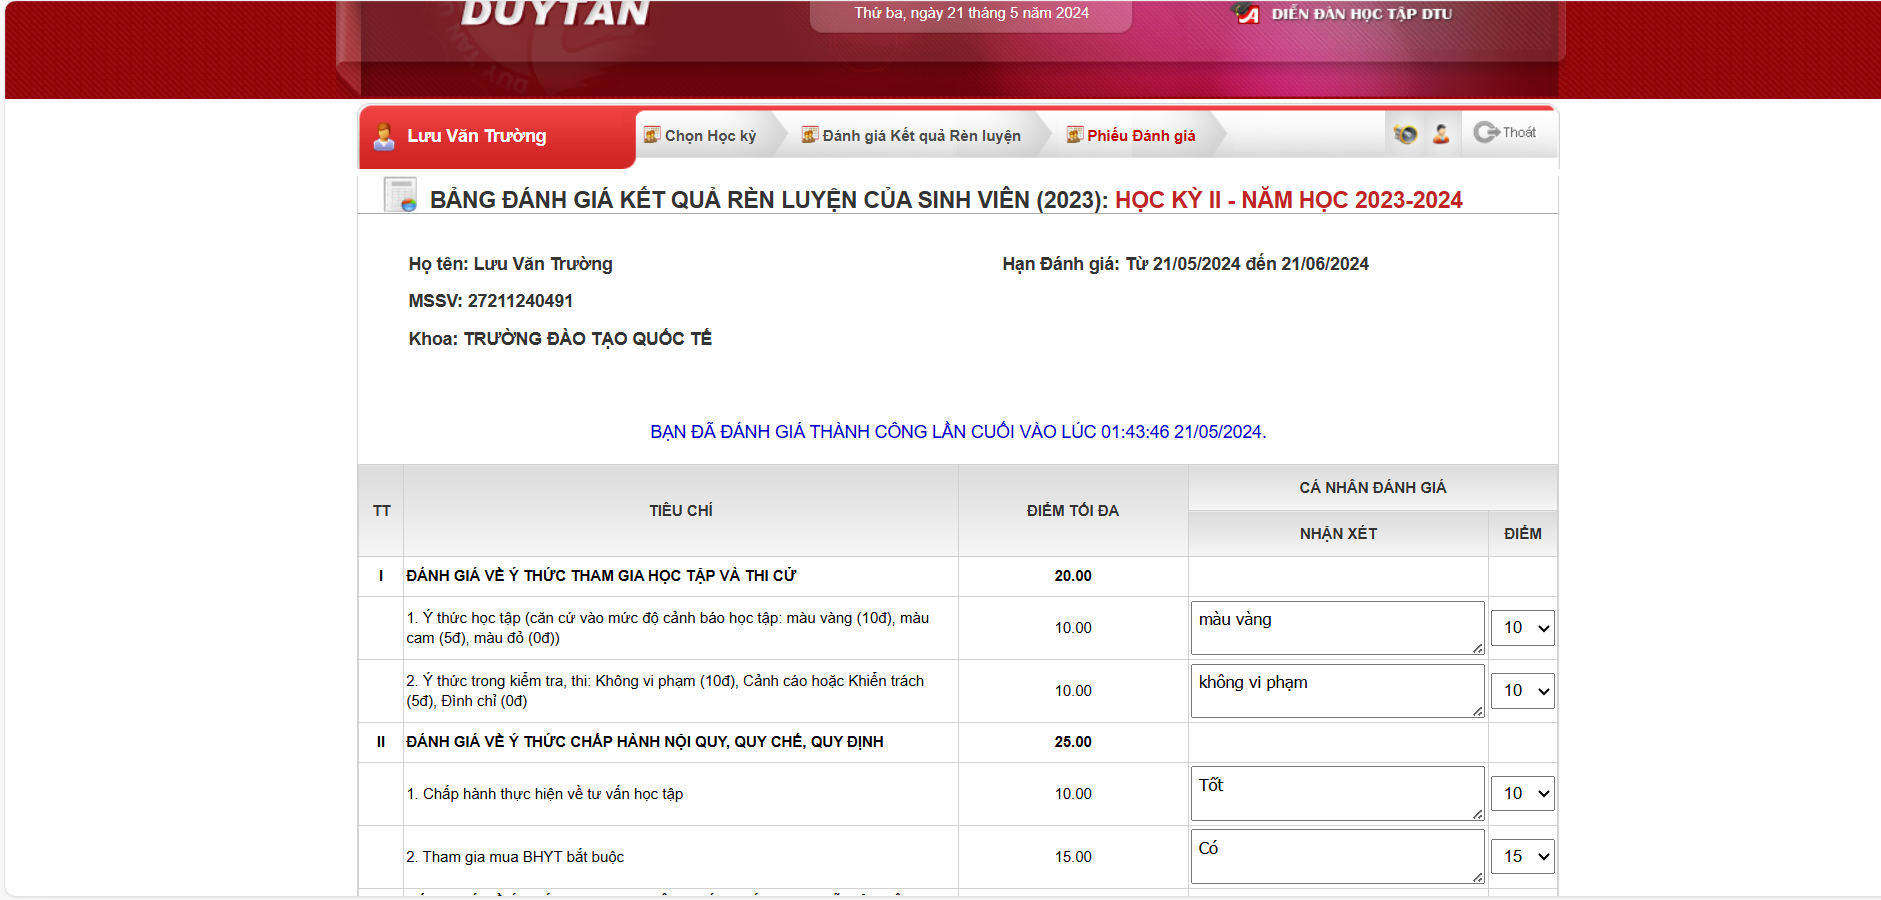 DUYTAN
Thứ ba, ngày 21 tháng 5 năm 2024
DIỄN ĐÀN HỌC TẬP DTU
Lưu Văn Trường
Chọn Học kỳ
Đánh giá Kết quả Rèn luyện
Phiếu Đánh giá
Thoát
BẢNG ĐÁNH GIÁ KẾT QUẢ RÈN LUYỆN CỦA SINH VIÊN (2023): HỌC KỲ II - NĂM HỌC 2023-2024
Họ tên: Lưu Văn Trường
Hạn Đánh giá: Từ 21/05/2024 đến 21/06/2024
MSSV: 27211240491
Khoa: TRƯỜNG ĐÀO TẠO QUỐC TẾ
BẠN ĐÃ ĐÁNH GIÁ THÀNH CÔNG LẦN CUỐI VÀO LÚC 01:43:46 21/05/2024.
TT
TIÊU CHÍ
ĐIỂM TỐI ĐA
CÁ NHÂN ĐÁNH GIÁ
NHẬN XÉT
ĐIỂM
I
ĐÁNH GIÁ VỀ Ý THỨC THAM GIA HỌC TẬP VÀ THI CỬ
20.00
1. Ý thức học tập (căn cứ vào mức độ cảnh báo học tập: màu vàng (10đ), màu
cam (5đ), màu đỏ (0đ))
10.00
màu vàng
10
2. Ý thức trong kiểm tra, thi: Không vi phạm (10đ), Cảnh cáo hoặc Khiển trách
(5đ), Đình chỉ (0đ)
10.00
không vi phạm
10
II
ĐÁNH GIÁ VỀ Ý THỨC CHẤP HÀNH NỘI QUY, QUY CHẾ, QUY ĐỊNH
25.00
1. Chấp hành thực hiện về tư vấn học tập
10.00
Tốt
10
2. Tham gia mua BHYT bắt buộc
15.00
Có
15